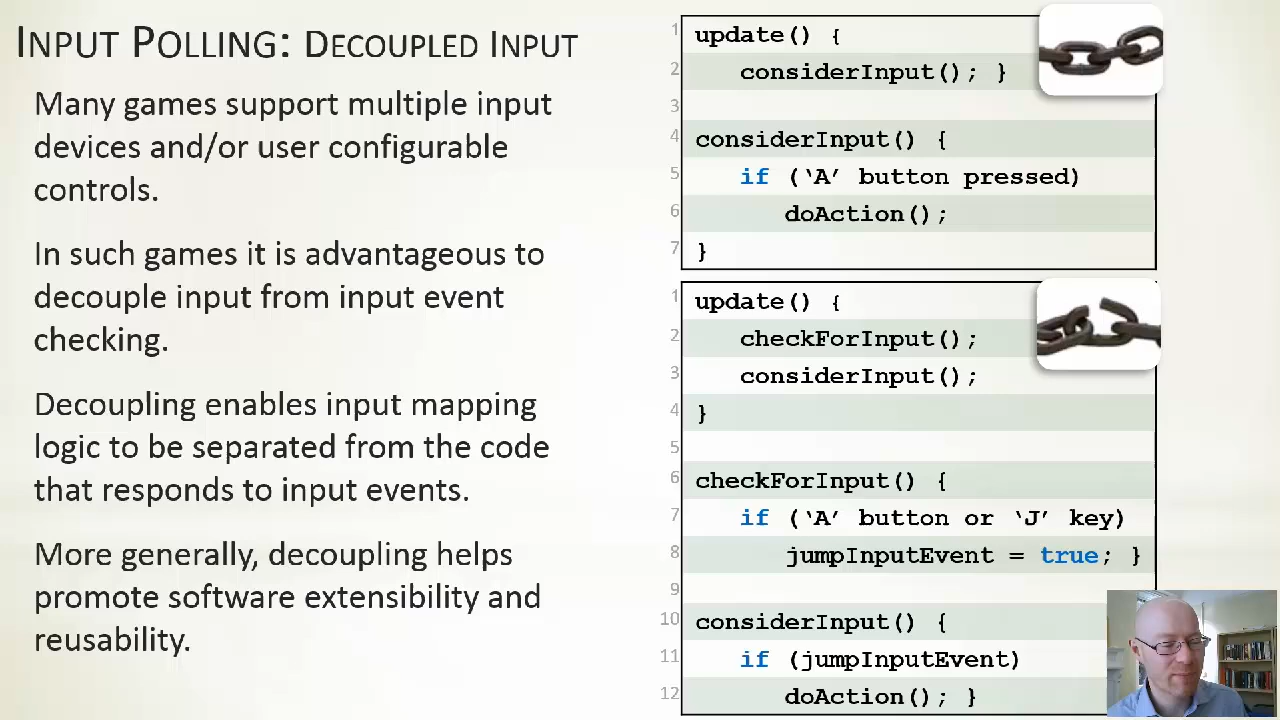 INPUT POLLING: DECOUPLED INPUT
Many games support multiple input
devices and/or user configurable
controls.
In such games it is advantageous to
decouple input from input event
checking.
Decoupling enables input mapping
logic to be separated from the code
that responds to input events.
More generally, decoupling helps
promote software extensibility and
reusability.
1 update() {
2 considerInput(); }
3
4 considerInput() {
5 if (‘A’ button pressed)
6 doAction();
7 }
1 update() {
2 checkForInput();
3 considerInput();
4 }
5
6 checkForInput() {
7 if (‘A’ button or ‘J’ key)
8 jumpInputEvent = true; }
9
10 considerInput() {
11 if (jumpInputEvent)
12 doAction(); }